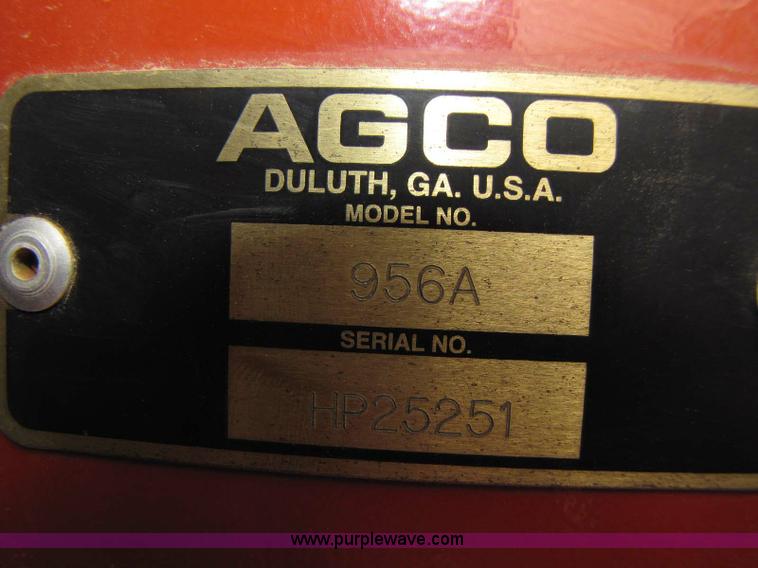 AGCO
DULUTH, GA. U.S.A.
MODEL NO.
956A
SERIAL NO.
HP25251
www.purplewave.com